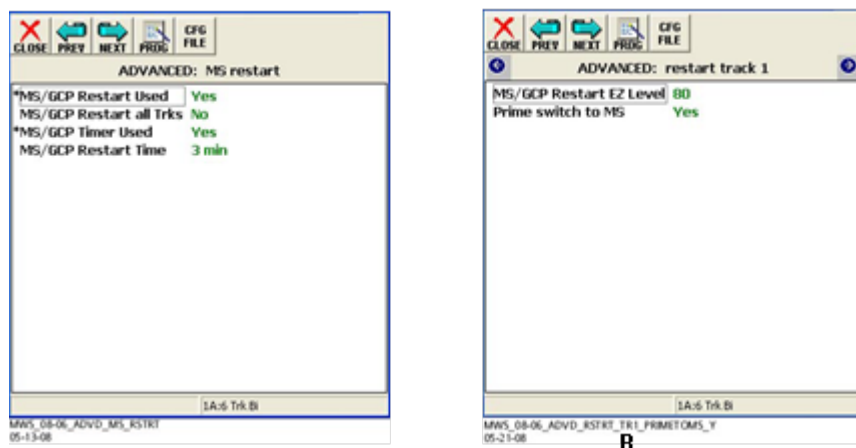 CLOSE PREV NEXT PROG CFG FILE
ADVANCED: MS restart
*MS/GCP Restart Used Yes
MS/GCP Restart all Trks No
*MS/GCP Timer Used Yes
MS/GCP Restart Time 3 min
1A:6 Trk Bi
MWS_08-06_ADVD_MS_RSTRT
05-13-08
CLOSE PREV NEXT PROG CFG FILE
ADVANCED: restart track 1
MS/GCP Restart EZ Level 80
Prime switch to MS Yes
1A:6 Trk Bi
MWS_08-06_ADVD_RSTRT_TR1_PRIMETOMS_Y
05-21-08
B